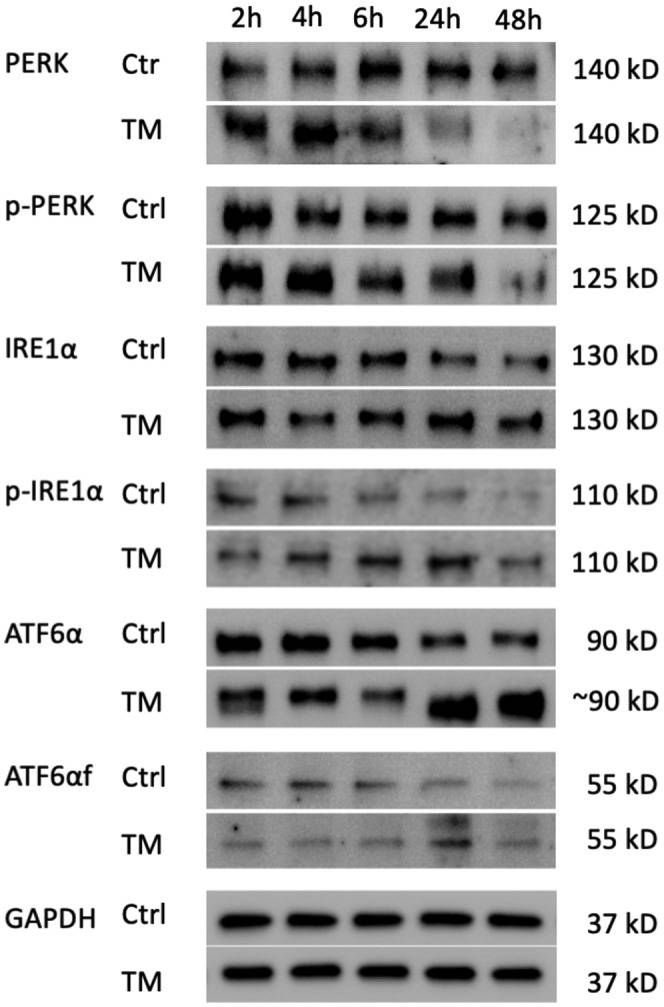 2h 4h 6h 24h 48h
PERK Ctr 140 kD
TM 140 kD
p-PERK Ctrl 125 kD
TM 125 kD
IRE1α Ctrl 130 kD
TM 130 kD
p-IRE1α Ctrl 110 kD
TM 110 kD
ATF6α Ctrl 90 kD
TM ~90 kD
ATF6αf Ctrl 55 kD
TM 55 kD
GAPDH Ctrl 37 kD
TM 37 kD